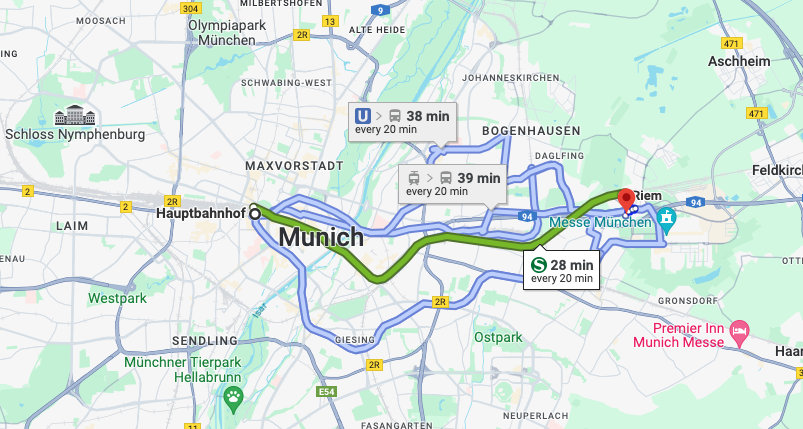 MILBERTSHOFEN
304
9
MOOSACH
Olympiapark
München
2R
13
ALTE HEIDE
471
Aschheim
SCHWABING-WEST
JOHANNESKIRCHEN
471
Schloss Nymphenburg
U > 38 min
every 20 min
BOGENHAUSEN
DAGLFING
MAXVORSTADT
39 min
every 20 min
Feldkirc
2
2
2R
Riem
94
Hauptbahnhof
94
Messe München
LAIM
Munich
S 28 min
every 20 min
OTTE
ENAU
Westpark
Isar
2R
GRONSDORF
SENDLING
GIESING
Ostpark
Premier Inn
Munich Messe
Haar
Münchner Tierpark
Hellabrunn
2R
E54
NEUPERLACH
FASANGARTEN